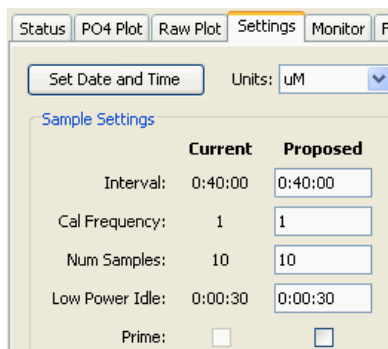 Status PO4 Plot Raw Plot Settings Monitor F
Set Date and Time Units: uM
Sample Settings
Current Proposed
Interval: 0:40:00 0:40:00
Cal Frequency: 1 1
Num Samples: 10 10
Low Power Idle: 0:00:30 0:00:30
Prime: